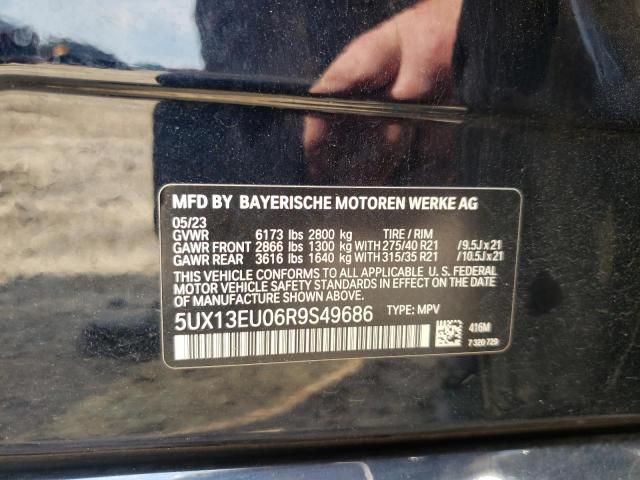 MFD BY BAYERISCHE MOTOREN WERKE AG
05/23
GVWR 6173 lbs 2800 kg TIRE / RIM
GAWR FRONT 2866 lbs 1300 kg WITH 275/40 R21 /9.5Jx21
GAWR REAR 3616 lbs 1640 kg WITH 315/35 R21 /10.5Jx21
THIS VEHICLE CONFORMS TO ALL APPLICABLE U. S. FEDERAL
MOTOR VEHICLE SAFETY STANDARDS IN EFFECT ON THE DATE
OF MANUFACTURE SHOWN ABOVE.
5UX13EU06R9S49686 TYPE: MPV
416M
7 320 729